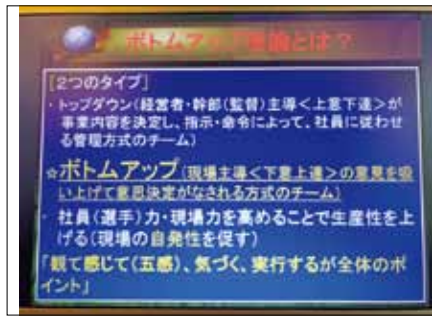 ボトムアップ理論とは？
[2つのタイプ]
・トップダウン(経営者・幹部(監督)主導＜上意下達＞が
事業内容を決定し、指示・命令によって、社員に従わせ
る管理方式のチーム)
☆ボトムアップ(現場主導＜下意上達＞の意見を吸
い上げて意思決定がなされる方式のチーム)
・社員(選手)力・現場力を高めることで生産性を上
げる(現場の自発性を促す)
「観て感じて(五感)、気づく、実行するが全体のポ
イント」